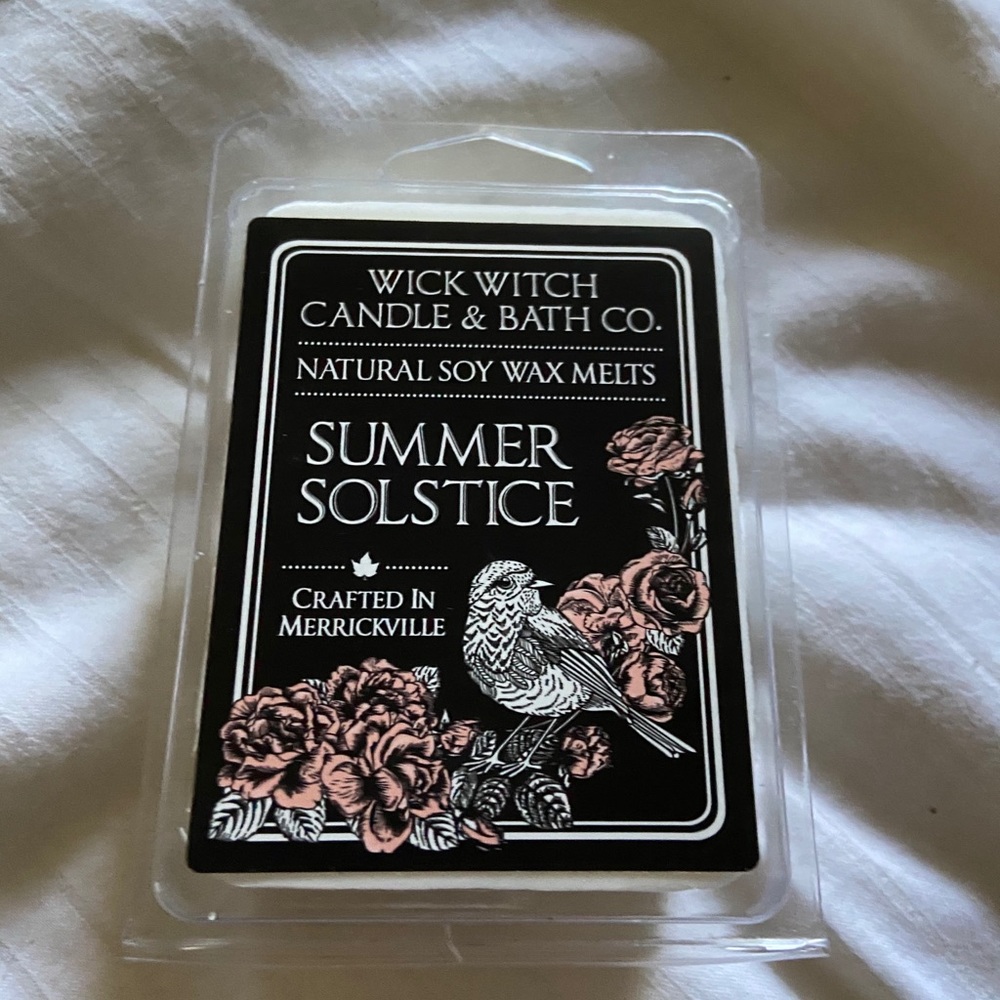 WICK WITCH
CANDLE & BATH CO.
NATURAL SOY WAX MELTS
SUMMER
SOLSTICE
CRAFTED IN
MERRICKVILLE